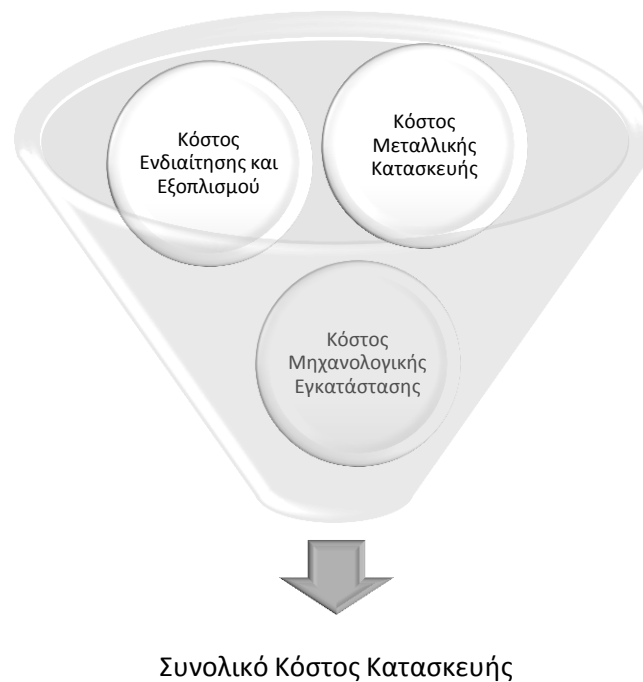 Κόστος
Ενδιαίτησης και
Εξοπλισμού
Κόστος
Μεταλλικής
Κατασκευής
Κόστος
Μηχανολογικής
Εγκατάστασης
Συνολικό Κόστος Κατασκευής